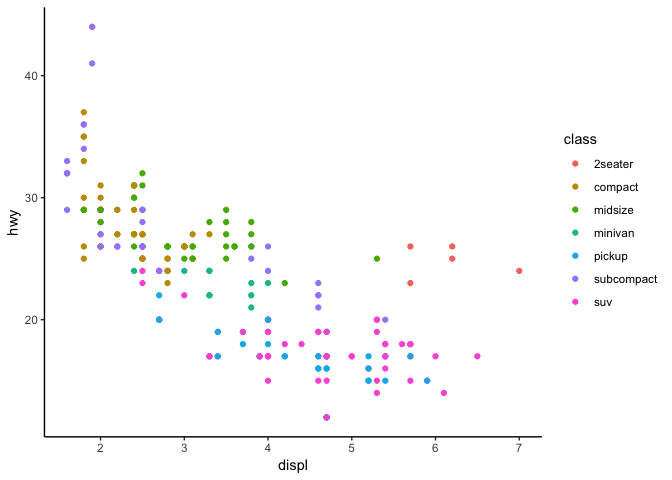 hwy
40
30
20
2 3 4 5 6 7
displ
class
2seater
compact
midsize
minivan
pickup
subcompact
suv